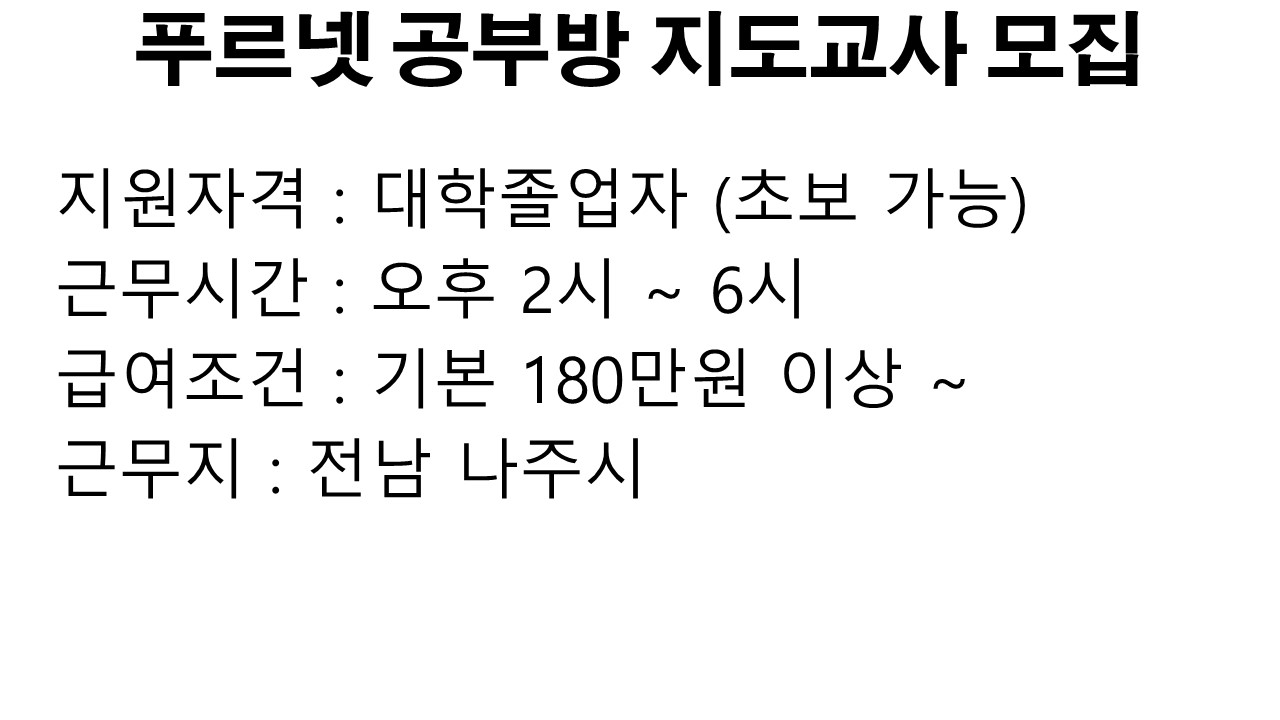 푸르넷 공부방 지도교사 모집
지원자격 : 대학졸업자 (초보 가능)
근무시간 : 오후 2시 ~ 6시
급여조건 : 기본 180만원 이상 ~
근무지 : 전남 나주시